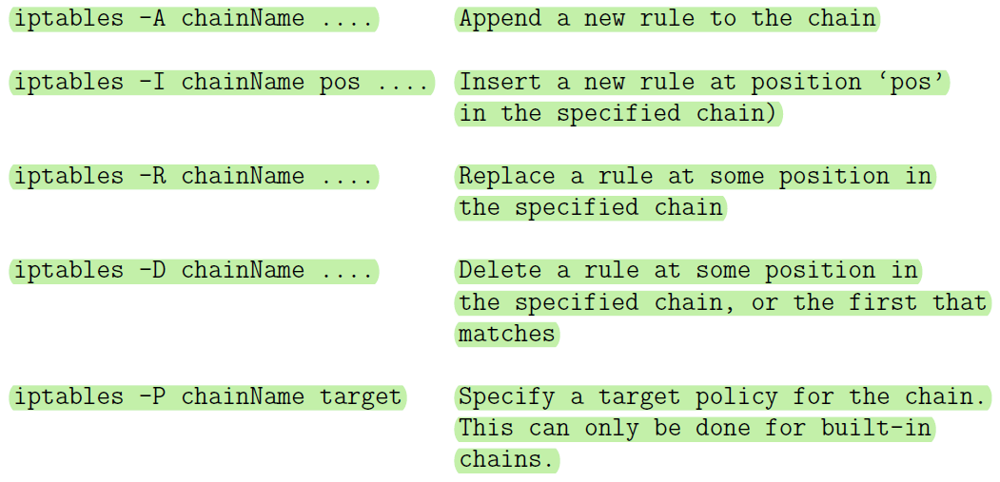 iptables -A chainName .... Append a new rule to the chain
iptables -I chainName pos .... Insert a new rule at position ‘pos’
in the specified chain)
iptables -R chainName .... Replace a rule at some position in
the specified chain
iptables -D chainName .... Delete a rule at some position in
the specified chain, or the first that
matches
iptables -P chainName target Specify a target policy for the chain.
This can only be done for built-in
chains.